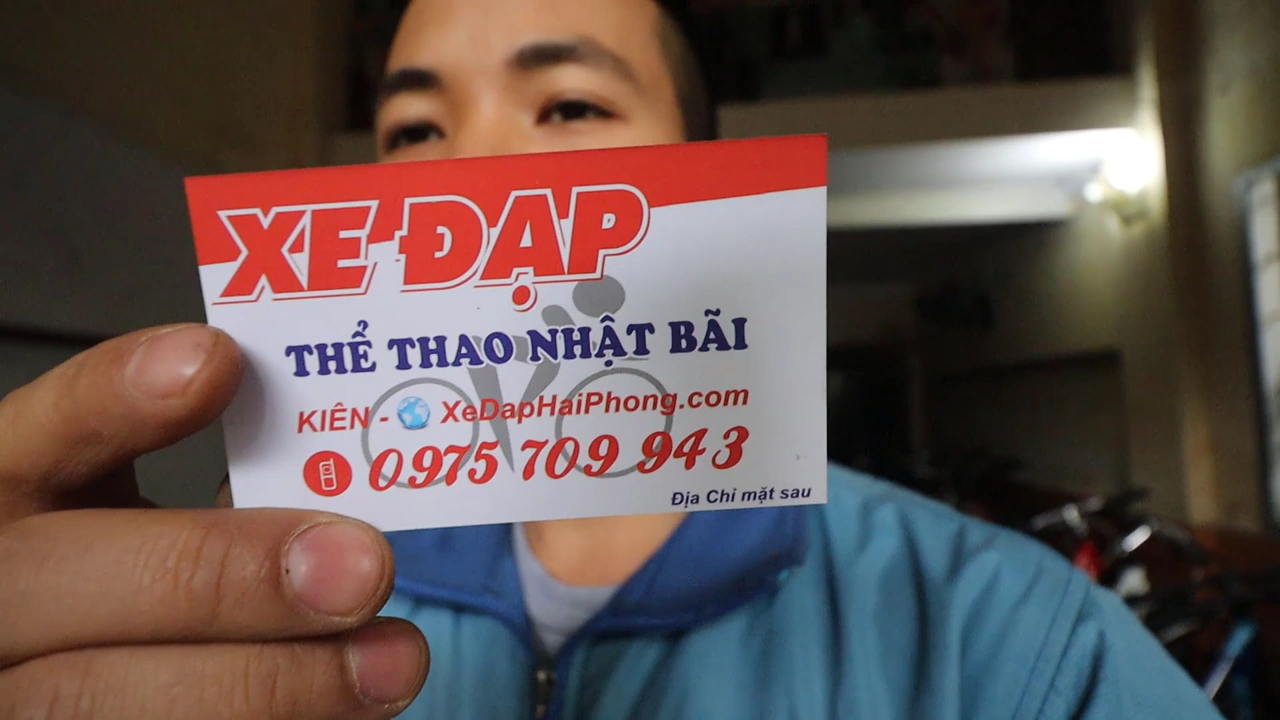 XE ĐẠP
THỂ THAO NHẬT BÃI
KIÊN - XeDapHaiPhong.com
0975 709 943
Địa Chỉ mặt sau